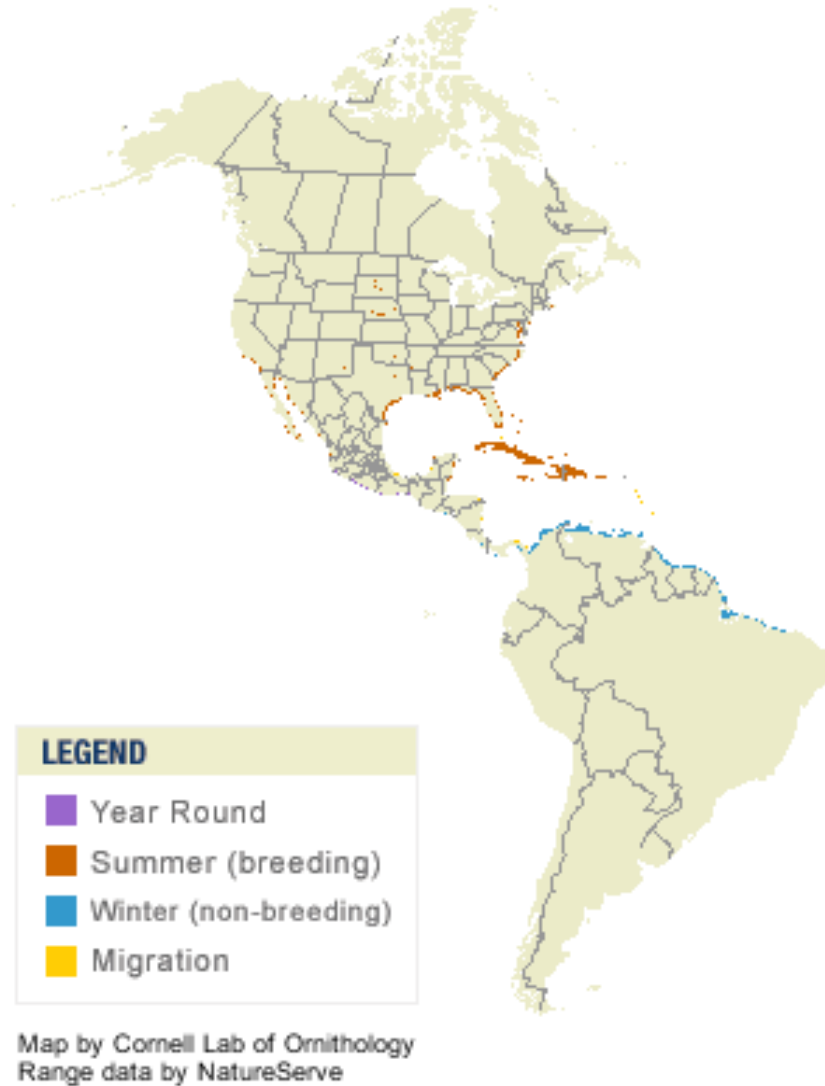 LEGEND
Year Round
Summer (breeding)
Winter (non-breeding)
Migration
Map by Cornell Lab of Ornithology
Range data by NatureServe